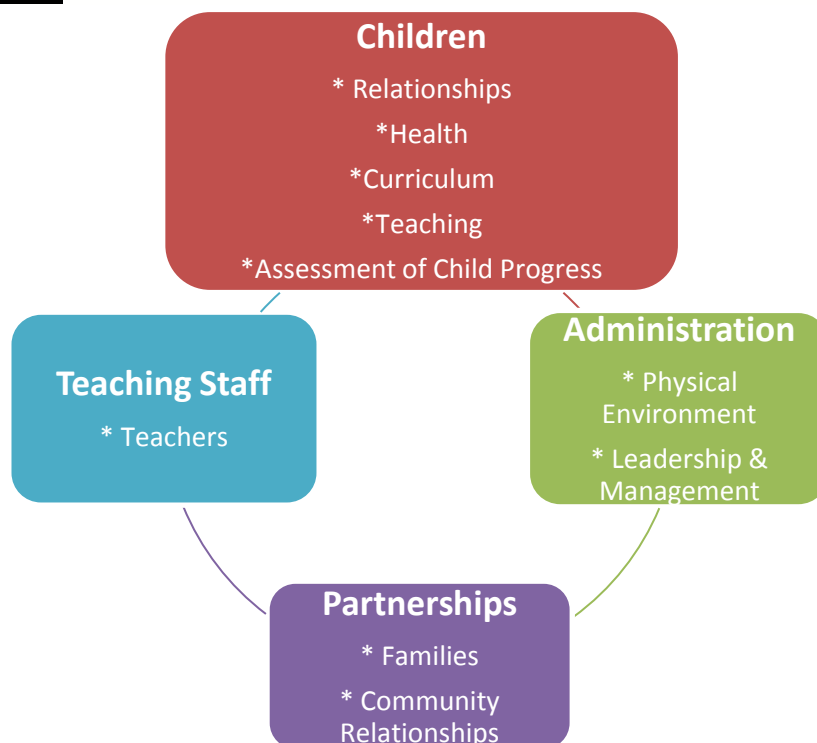 Children
* Relationships
*Health
*Curriculum
*Teaching
*Assessment of Child Progress
Teaching Staff
* Teachers
Administration
* Physical
Environment
* Leadership &
Management
Partnerships
* Families
* Community
Relationships